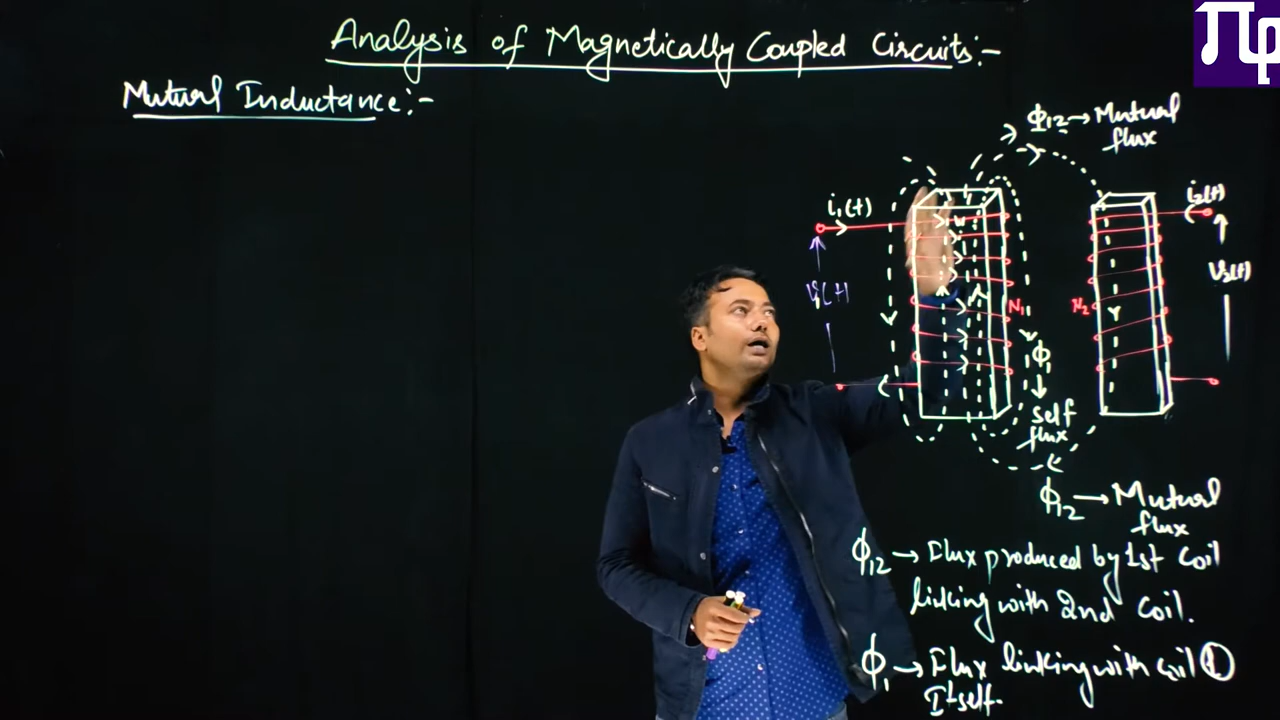 Analysis of Magnetically Coupled Circuits:-
Mutual Inductance:-
Φ12 → Mutual
flux
i1(t)
i2(t)
V1(t)
V2(t)
N1
N2
Φ1
Self
flux
Φ12 → Mutual
flux
Φ12 → Flux produced by 1st Coil
linking with 2nd Coil.
Φ1 → Flux linking with coil ①
Itself.
πφ